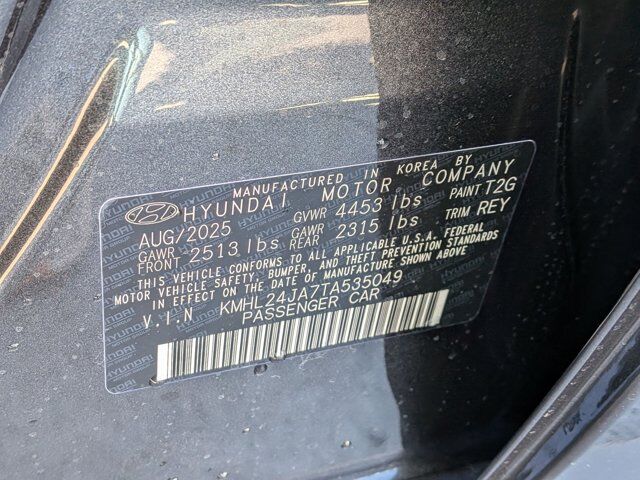 MANUFACTURED IN KOREA BY
HYUNDAI MOTOR COMPANY
AUG/2025 GVWR 4453 lbs PAINT T2G
GAWR FRONT 2513 lbs GAWR REAR 2315 lbs TRIM REY
THIS VEHICLE CONFORMS TO ALL APPLICABLE U.S.A. FEDERAL
MOTOR VEHICLE SAFETY, BUMPER, AND THEFT PREVENTION STANDARDS
IN EFFECT ON THE DATE OF MANUFACTURE SHOWN ABOVE
V.I.N KMHL24JA7TA535049
PASSENGER CAR